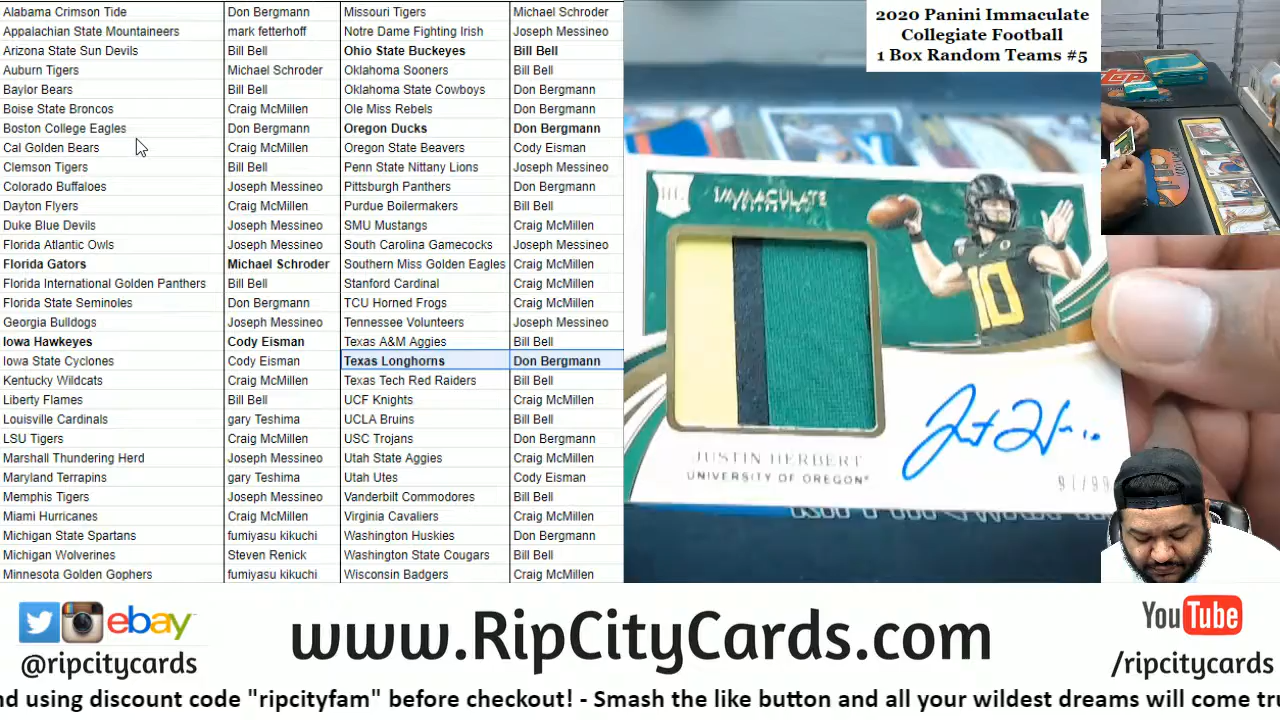 Alabama Crimson Tide Don Bergmann Missouri Tigers Michael Schroder
Appalachian State Mountaineers mark fetterhoff Notre Dame Fighting Irish Joseph Messineo
Arizona State Sun Devils Bill Bell Ohio State Buckeyes Bill Bell
Auburn Tigers Michael Schroder Oklahoma Sooners Bill Bell
Baylor Bears Bill Bell Oklahoma State Cowboys Don Bergmann
Boise State Broncos Craig McMillen Ole Miss Rebels Don Bergmann
Boston College Eagles Don Bergmann Oregon Ducks Don Bergmann
Cal Golden Bears Craig McMillen Oregon State Beavers Cody Eisman
Clemson Tigers Bill Bell Penn State Nittany Lions Joseph Messineo
Colorado Buffaloes Joseph Messineo Pittsburgh Panthers Don Bergmann
Dayton Flyers Craig McMillen Purdue Boilermakers Bill Bell
Duke Blue Devils Joseph Messineo SMU Mustangs Craig McMillen
Florida Atlantic Owls Joseph Messineo South Carolina Gamecocks Joseph Messineo
Florida Gators Michael Schroder Southern Miss Golden Eagles Craig McMillen
Florida International Golden Panthers Bill Bell Stanford Cardinal Craig McMillen
Florida State Seminoles Don Bergmann TCU Horned Frogs Craig McMillen
Georgia Bulldogs Joseph Messineo Tennessee Volunteers Joseph Messineo
Iowa Hawkeyes Cody Eisman Texas A&M Aggies Bill Bell
Iowa State Cyclones Cody Eisman Texas Longhorns Don Bergmann
Kentucky Wildcats Craig McMillen Texas Tech Red Raiders Bill Bell
Liberty Flames Bill Bell UCF Knights Craig McMillen
Louisville Cardinals gary Teshima UCLA Bruins Bill Bell
LSU Tigers Craig McMillen USC Trojans Don Bergmann
Marshall Thundering Herd Joseph Messineo Utah State Aggies Craig McMillen
Maryland Terrapins gary Teshima Utah Utes Cody Eisman
Memphis Tigers Joseph Messineo Vanderbilt Commodores Bill Bell
Miami Hurricanes Craig McMillen Virginia Cavaliers Craig McMillen
Michigan State Spartans fumiyasu kikuchi Washington Huskies Don Bergmann
Michigan Wolverines Steven Renick Washington State Cougars Bill Bell
Minnesota Golden Gophers fumiyasu kikuchi Wisconsin Badgers Craig McMillen
2020 Panini Immaculate
Collegiate Football
1 Box Random Teams #5
IMMACULATE
10
JUSTIN HERBERT
UNIVERSITY OF OREGON
91/99
ebay
@ripcitycards
www.RipCityCards.com
YouTube
/ripcitycards
nd using discount code "ripcityfam" before checkout! - Smash the like button and all your wildest dreams will come tru